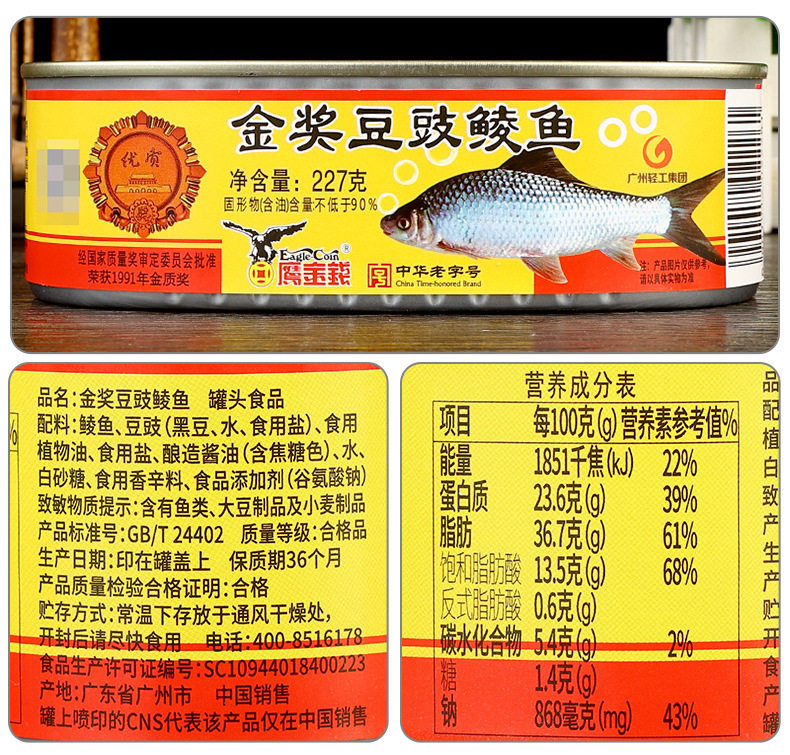 金奖豆豉鲮鱼
优质
净含量：227克
固形物(含油)含量不低于90%
广州轻工集团
Eagle Coin ®
鹰金钱
中华老字号
China Time-honored Brand
经国家质量奖审定委员会批准
荣获1991年金质奖
注：产品图片仅供参考,
请以具体实物为准
品名:金奖豆豉鲮鱼 罐头食品
配料:鲮鱼、豆豉(黑豆、水、食用盐)、食用
植物油、食用盐、酿造酱油(含焦糖色)、水、
白砂糖、食用香辛料、食品添加剂(谷氨酸钠)
致敏物质提示:含有鱼类、大豆制品及小麦制品
产品标准号:GB/T 24402 质量等级:合格品
生产日期:印在罐盖上 保质期36个月
产品质量检验合格证明:合格
贮存方式:常温下存放于通风干燥处,
开封后请尽快食用 电话:400-8516178
食品生产许可证编号:SC10944018400223
产地:广东省广州市 中国销售
罐上喷印的CNS代表该产品仅在中国销售
%
营养成分表
项目 每100克(g) 营养素参考值%
能量 1851千焦(kJ) 22%
蛋白质 23.6克(g) 39%
脂肪 36.7克(g) 61%
饱和脂肪酸 13.5克(g) 68%
反式脂肪酸 0.6克(g)
碳水化合物 5.4克(g) 2%
糖 1.4克(g)
钠 868毫克(mg) 43%
品
配
植
白
致
产
生
产
贮
开
食
产
罐